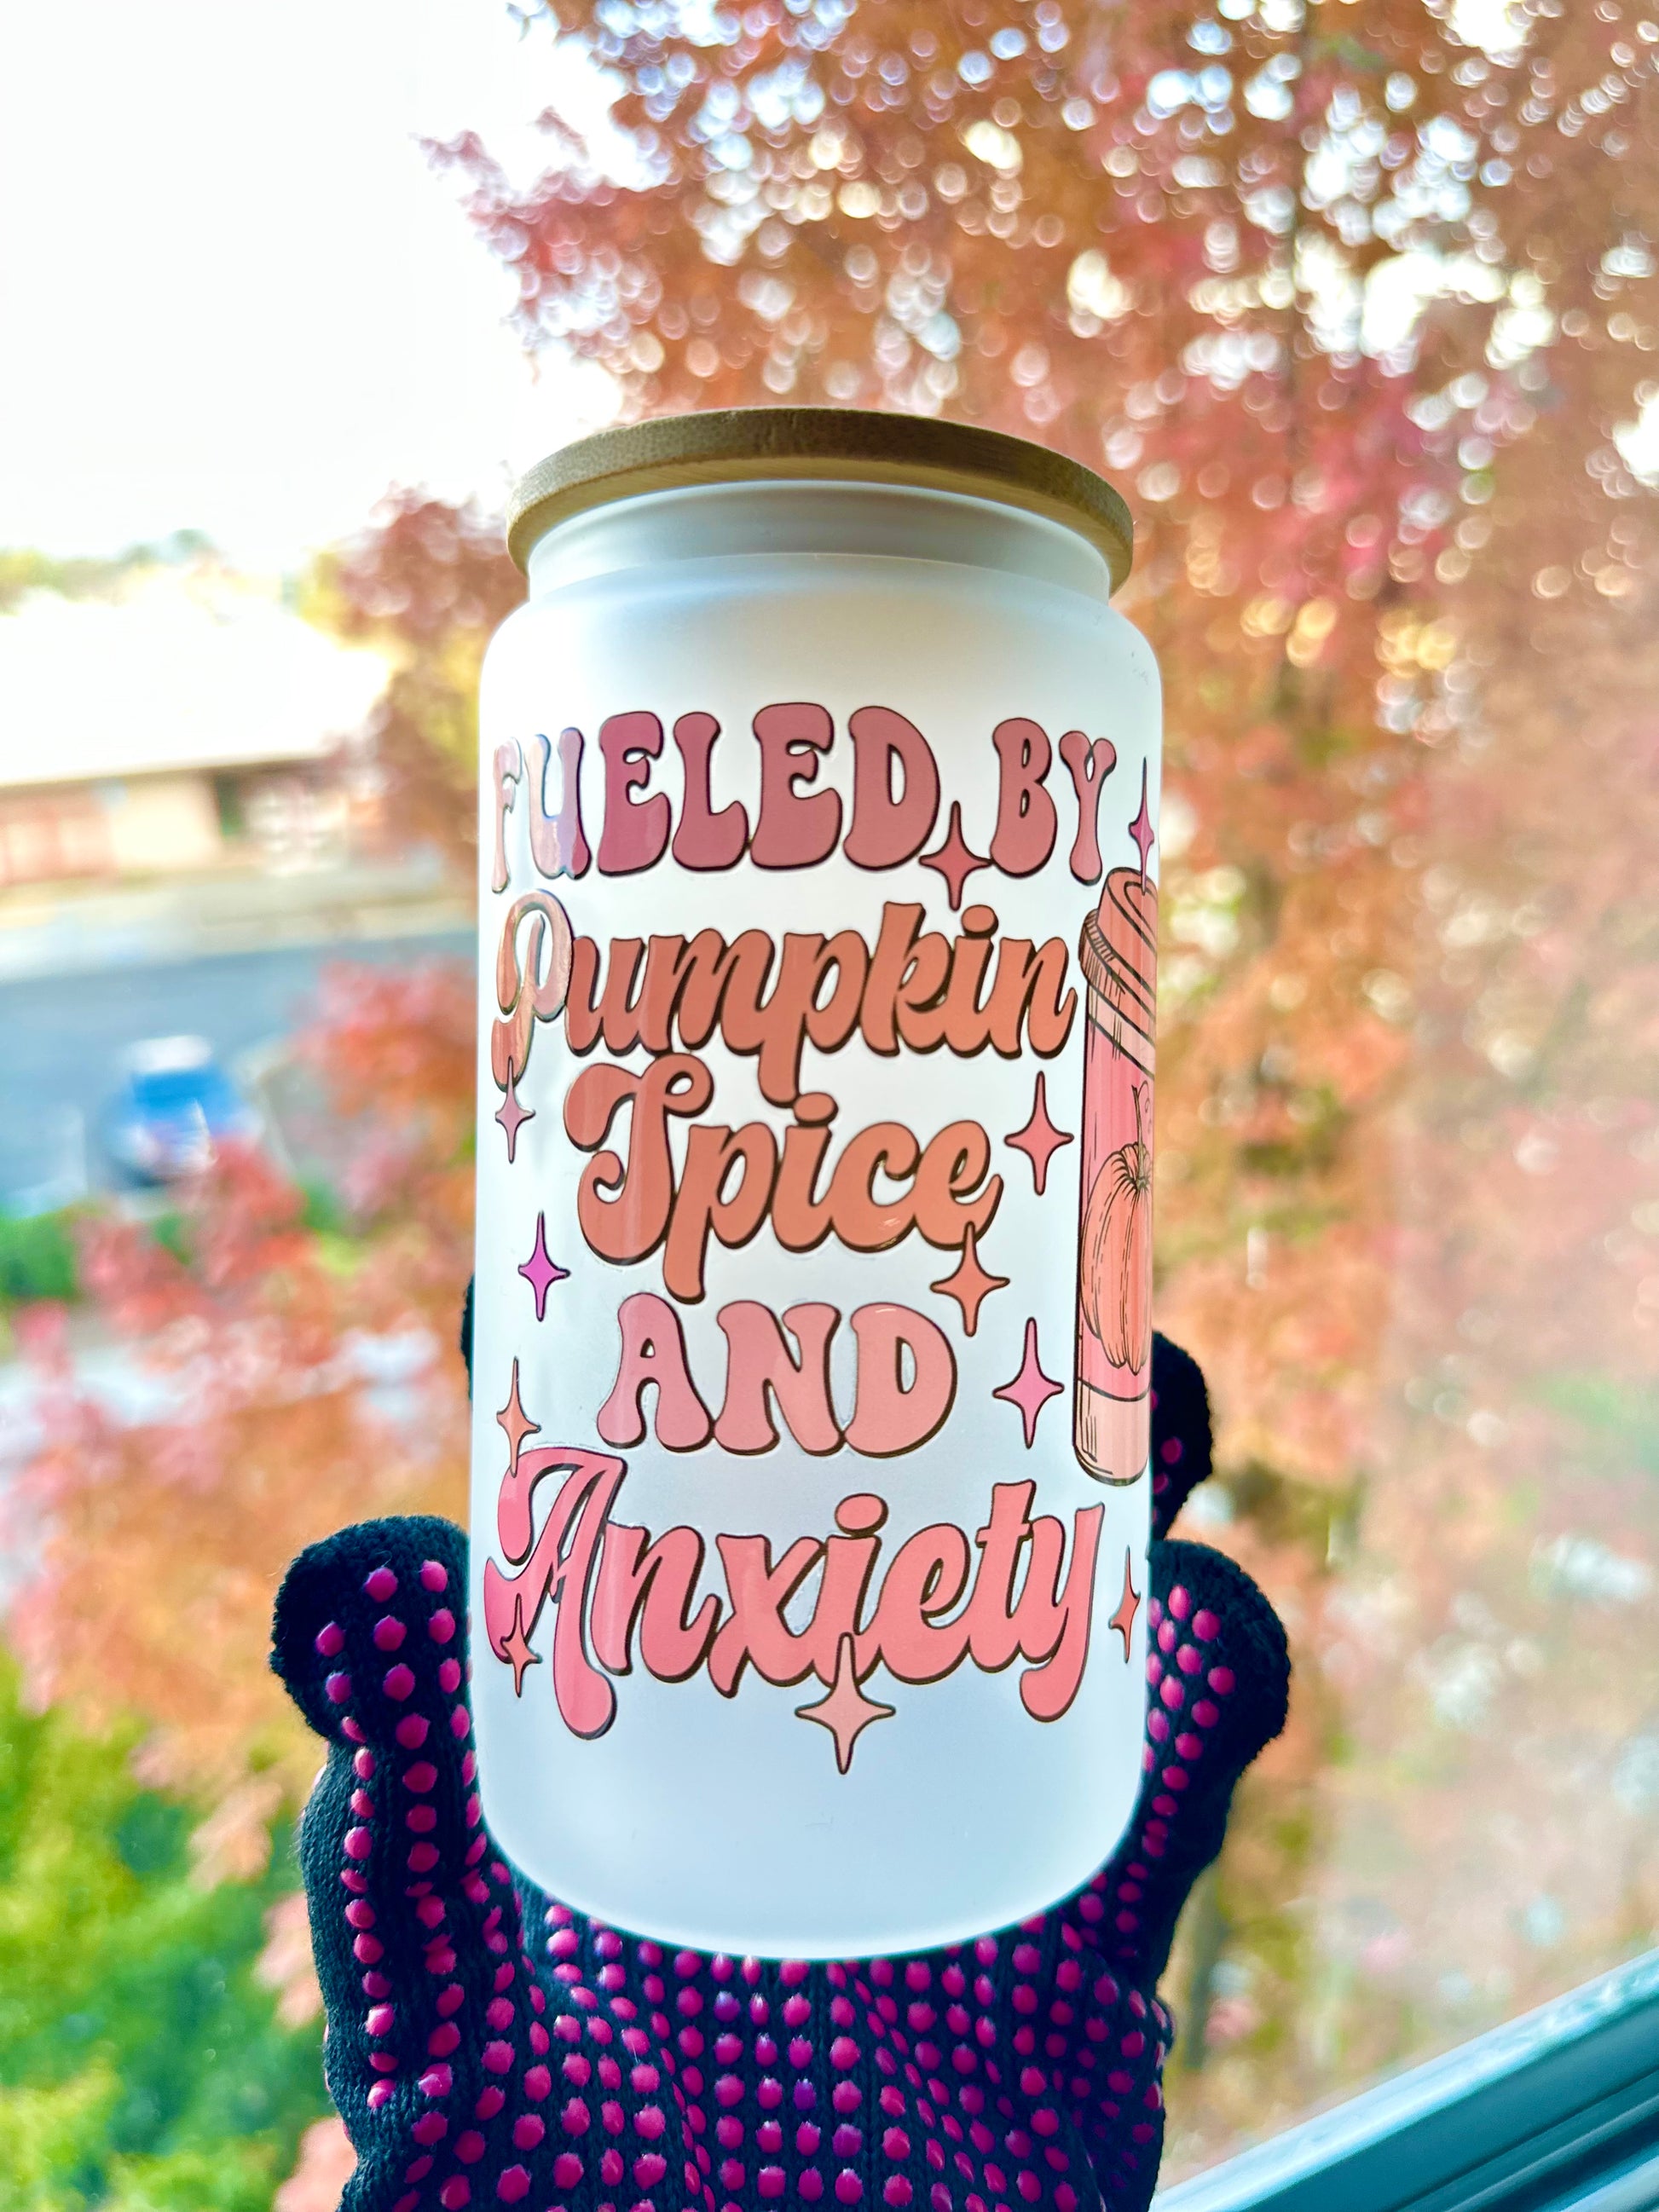 FUELED BY
Pumpkin
Spice
AND
Anxiety